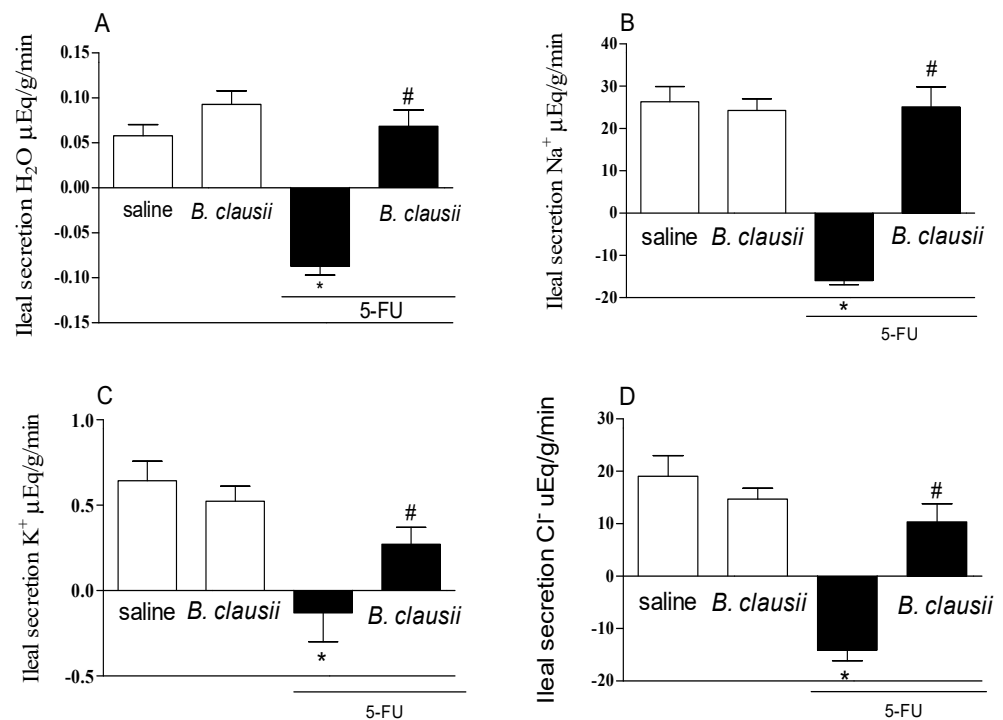 A
Ileal secretion H₂O µEq/g/min
0.15
0.10
0.05
0.00
-0.05
-0.10
-0.15
saline
B. clausii
#
B. clausii
*
5-FU
B
Ileal secretion Na⁺ µEq/g/min
40
30
20
10
0
-10
-20
saline
B. clausii
#
B. clausii
*
5-FU
C
Ileal secretion K⁺ µEq/g/min
1.0
0.5
0.0
-0.5
saline
B. clausii
#
B. clausii
*
5-FU
D
Ileal secretion Cl⁻ uEq/g/min
30
20
10
0
-10
-20
saline
B. clausii
#
B. clausii
*
5-FU